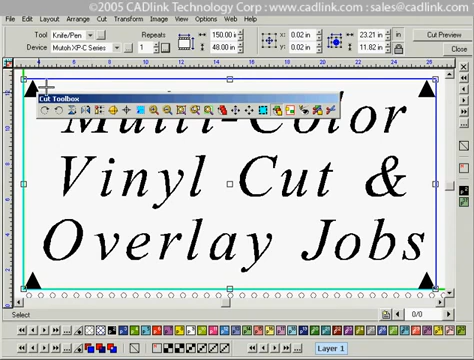 ©2005 CADlink Technology Corp : www.cadlink.com : sales@cadlink.com
File Edit Layout Arrange Transform Image View Options Web Help
Tool Knife/Pen Repeats 150.00 in X: 0.02 in 23.21 in Cut Preview
Device Mutoh XP-C Series 1 48.00 in Y: 0.02 in 11.82 in Cut
Cut Toolbox
Multi-Color
Vinyl Cut &
Overlay Jobs
Select 0/0
Layer 1